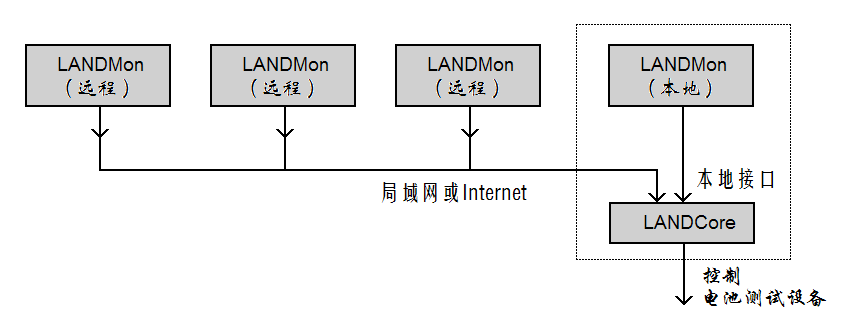 LANDMon
（远程）
LANDMon
（远程）
LANDMon
（远程）
LANDMon
（本地）
局域网或Internet
本地接口
LANDCore
控制
电池测试设备